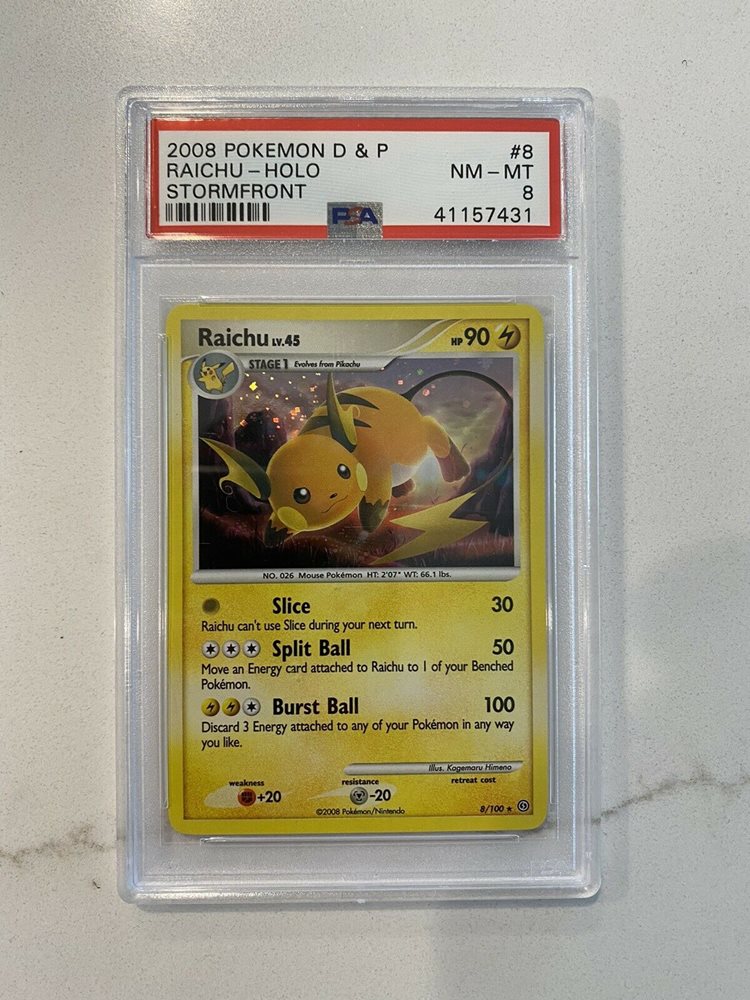 2008 POKEMON D & P #8
RAICHU - HOLO NM - MT
STORMFRONT 8
PSA 41157431
Raichu LV.45 HP 90
STAGE 1 Evolves from Pikachu
NO. 026 Mouse Pokémon HT: 2'07" WT: 66.1 lbs.
Slice 30
Raichu can't use Slice during your next turn.
Split Ball 50
Move an Energy card attached to Raichu to 1 of your Benched
Pokémon.
Burst Ball 100
Discard 3 Energy attached to any of your Pokémon in any way
you like.
Illus. Kagemaru Himeno
weakness resistance retreat cost
+20 -20
©2008 Pokémon/Nintendo 8/100 ★